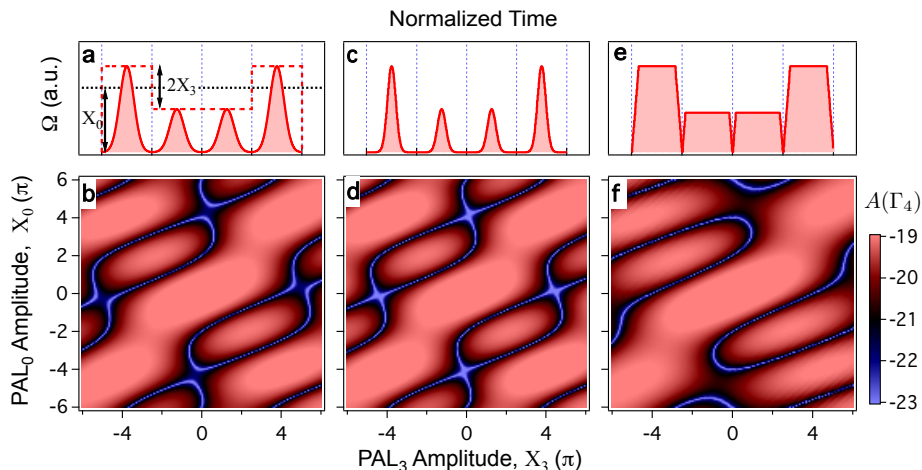 Normalized Time
a
c
e
Ω (a.u.)
X₀
2X₃
b
d
f
A(Γ₄)
PAL₀ Amplitude, X₀ (π)
6
4
2
0
-2
-4
-6
-4 0 4
-4 0 4
-4 0 4
-19
-20
-21
-22
-23
PAL₃ Amplitude, X₃ (π)